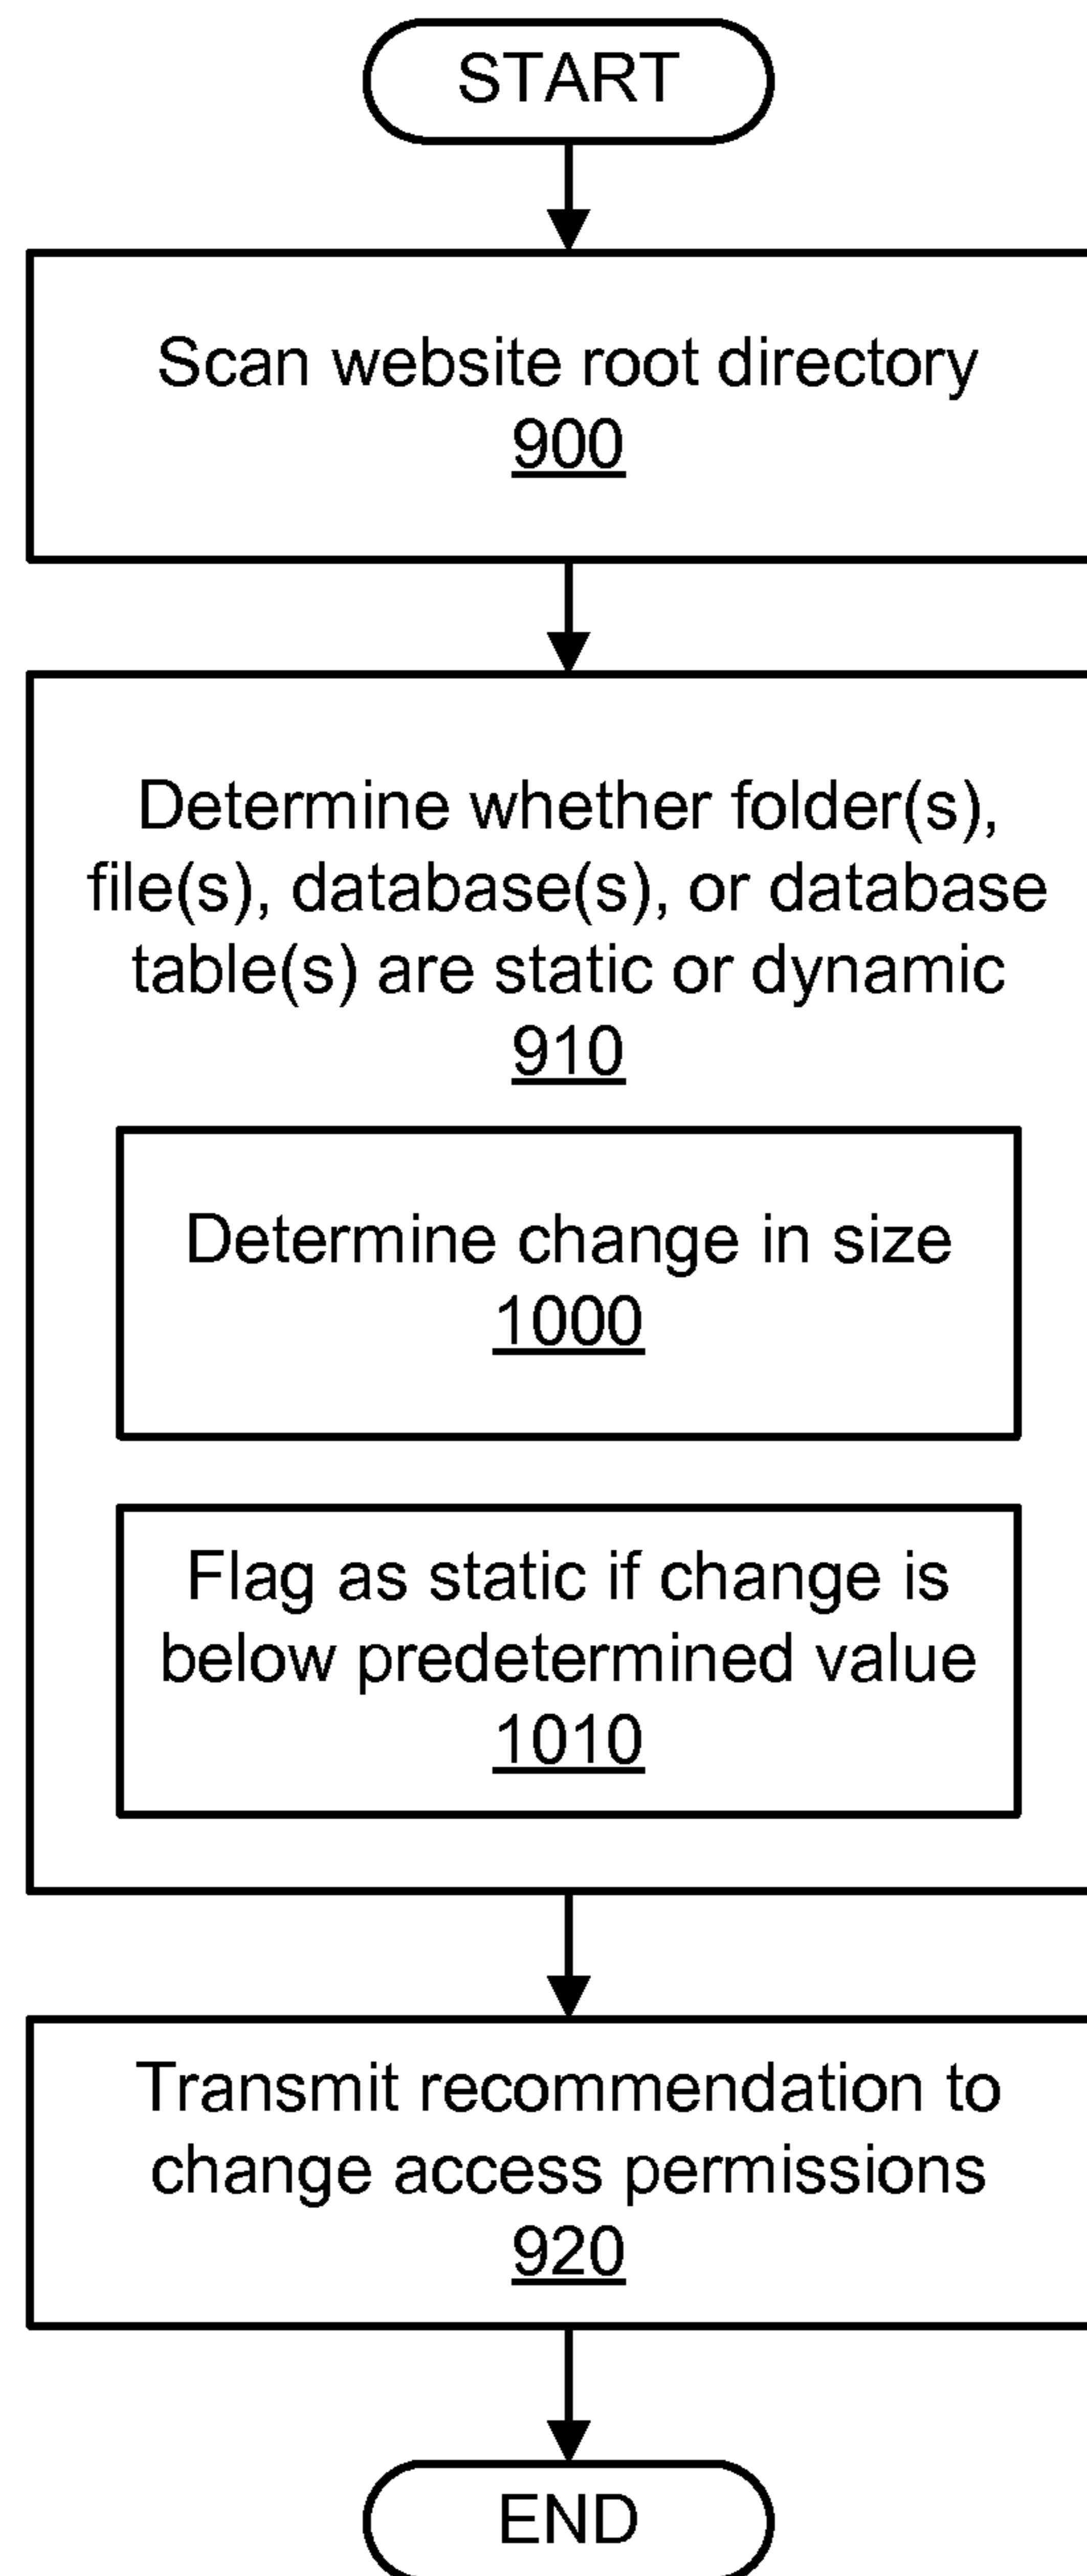 START
Scan website root directory
900
Determine whether folder(s),
file(s), database(s), or database
table(s) are static or dynamic
910
Determine change in size
1000
Flag as static if change is
below predetermined value
1010
Transmit recommendation to
change access permissions
920
END